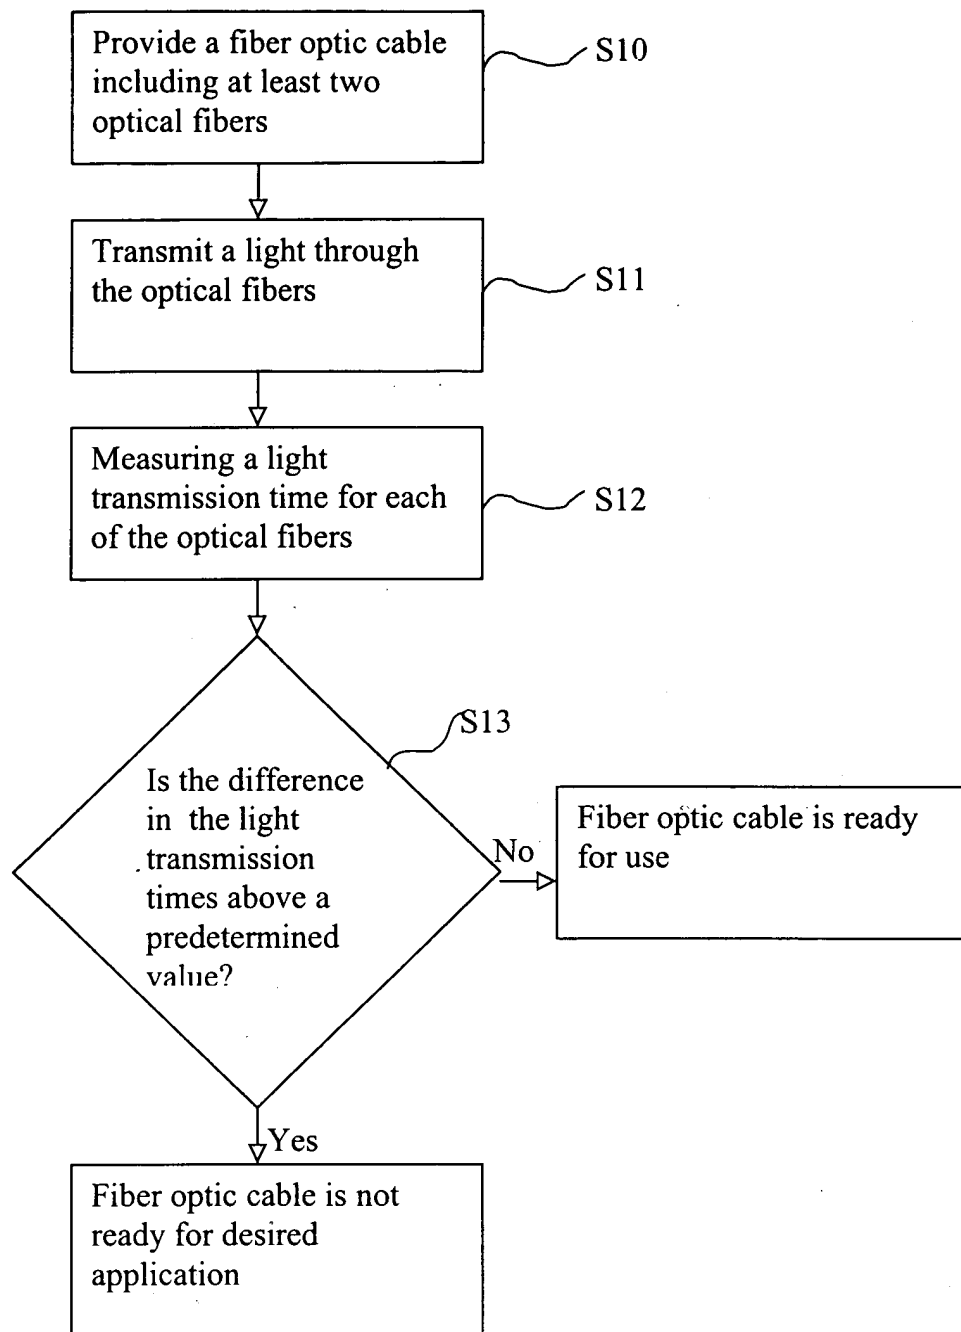 Provide a fiber optic cable
including at least two
optical fibers
S10
Transmit a light through
the optical fibers
S11
Measuring a light
transmission time for each
of the optical fibers
S12
S13
Is the difference
in the light
transmission
times above a
predetermined
value?
No
Fiber optic cable is ready
for use
Yes
Fiber optic cable is not
ready for desired
application